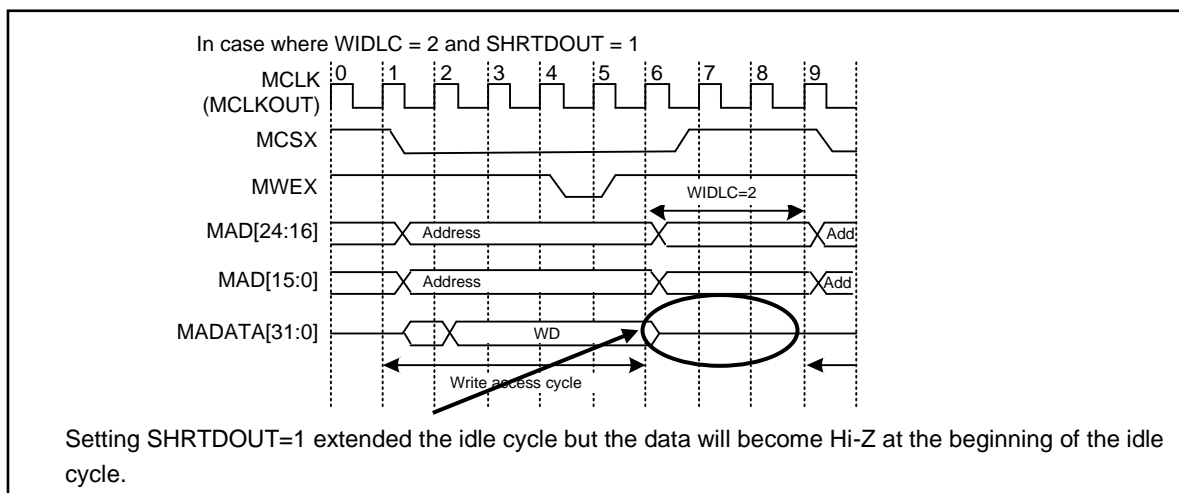 In case where WIDLC = 2 and SHRTDOUT = 1
0 1 2 3 4 5 6 7 8 9
MCLK
(MCLKOUT)
MCSX
MWEX
WIDLC=2
MAD[24:16]
Address
Add
MAD[15:0]
Address
Add
MADATA[31:0]
WD
Write access cycle
Setting SHRTDOUT=1 extended the idle cycle but the data will become Hi-Z at the beginning of the idle
cycle.